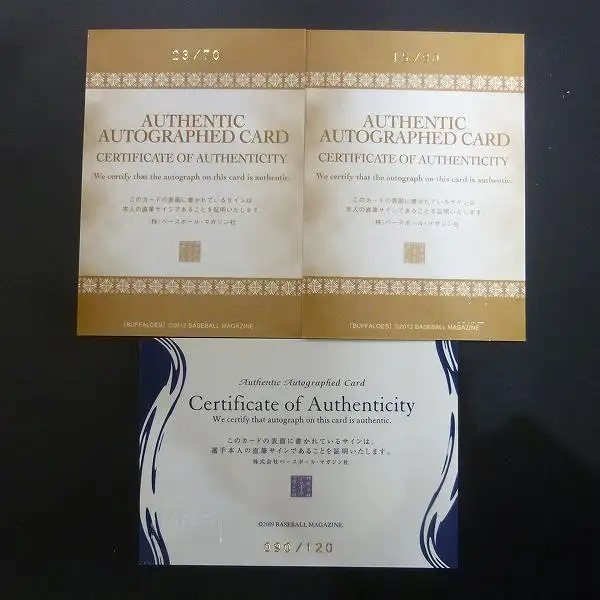 23/70
AUTHENTIC
AUTOGRAPHED CARD
CERTIFICATE OF AUTHENTICITY
We certify that the autograph on this card is authentic.
このカードの表面に書かれているサインは
本人の直筆サインであることを証明いたします
(株)ベースボール・マガジン社
[BUFFALOES] ©2012 BASEBALL MAGAZINE
AUTHENTIC
AUTOGRAPHED CARD
CERTIFICATE OF AUTHENTICITY
We certify that the autograph on this card is authentic.
このカードの表面に書かれているサインは
本人の直筆サインであることを証明いたします
(株)ベースボール・マガジン社
[BUFFALOES] ©2012 BASEBALL MAGAZINE
Authentic Autographed Card
Certificate of Authenticity
We certify that autograph on this card is authentic.
このカードの表面に書かれているサインは、
選手本人の直筆サインであることを証明いたします。
株式会社ベースボール・マガジン社
©2009 BASEBALL MAGAZINE
090/120